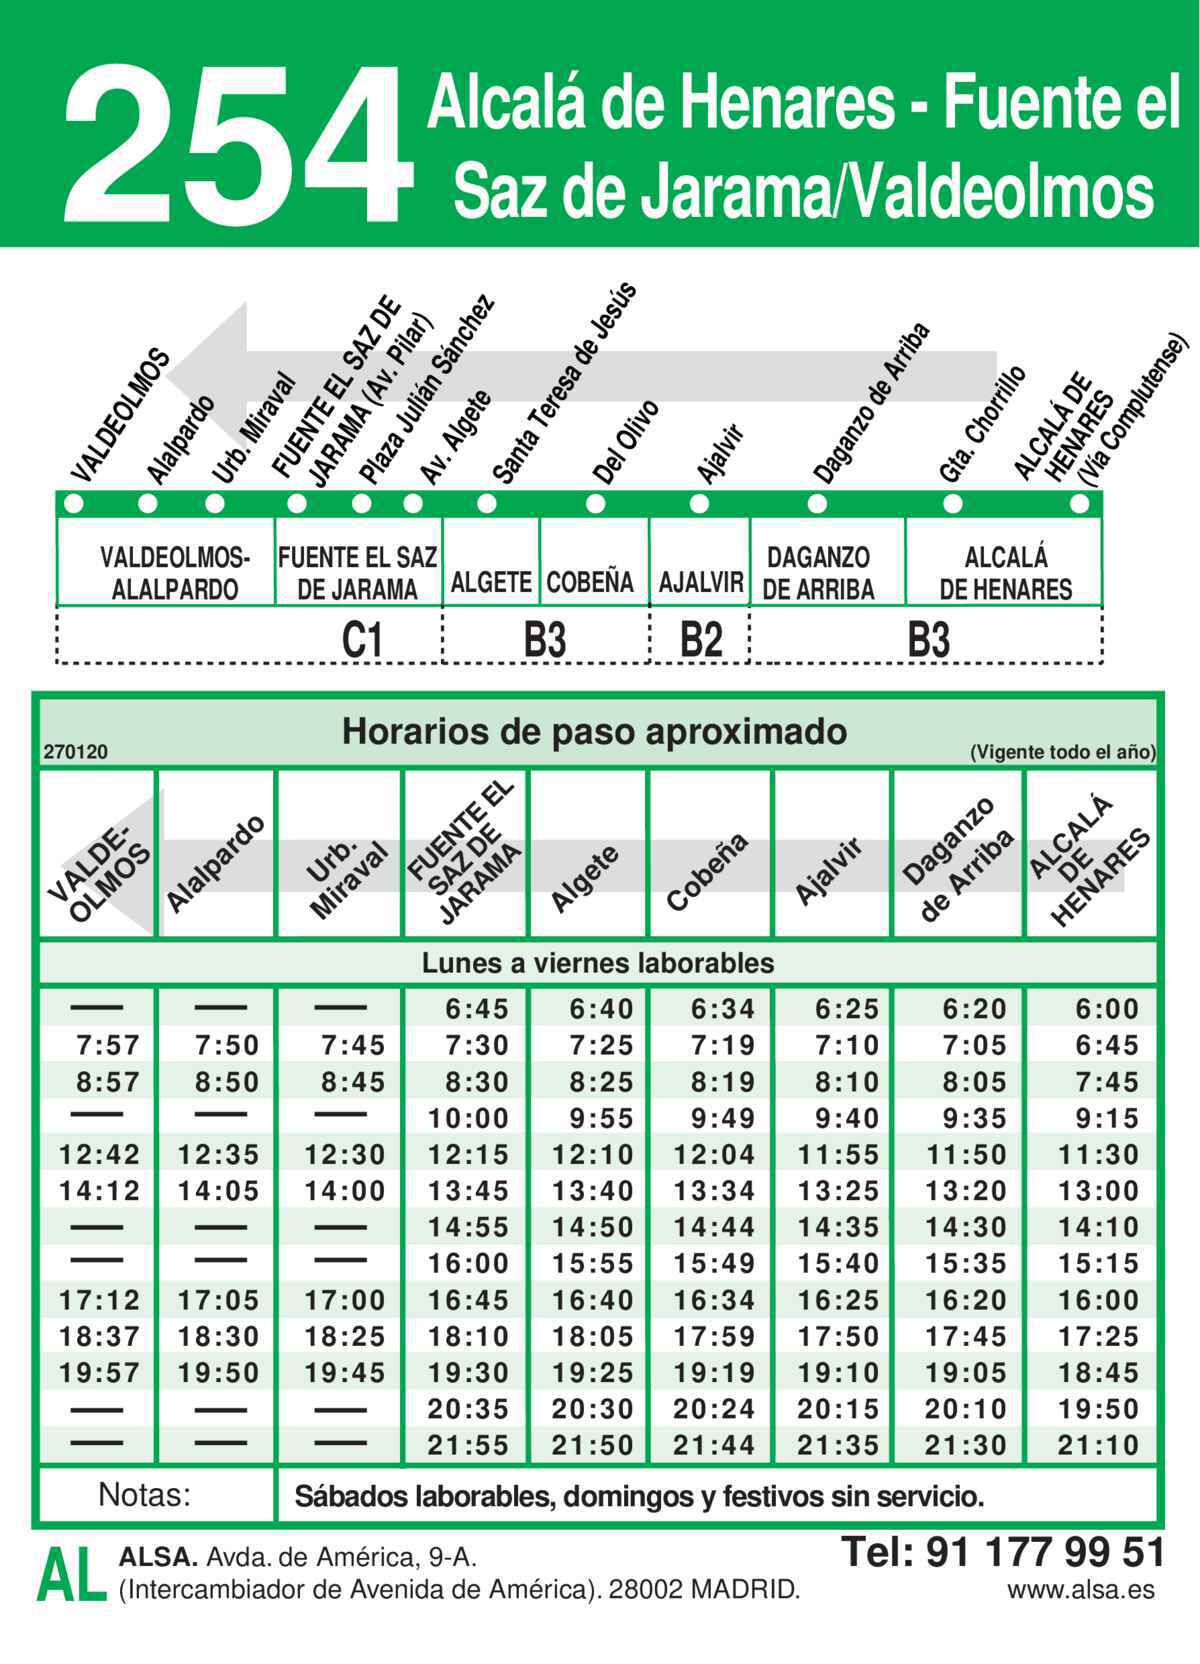 254
Alcalá de Henares - Fuente el
Saz de Jarama/Valdeolmos
VALDEOLMOS
Alalpardo
Urb. Miraval
FUENTE EL SAZ DE
JARAMA (Av. Pilar)
Plaza Julián Sánchez
Av. Algete
Santa Teresa de Jesús
Del Olivo
Ajalvir
Daganzo de Arriba
Gta. Chorrillo
ALCALÁ DE
HENARES
(Vía Complutense)
VALDEOLMOS-
ALALPARDO
FUENTE EL SAZ
DE JARAMA
ALGETE
COBEÑA
AJALVIR
DAGANZO
DE ARRIBA
ALCALÁ
DE HENARES
C1 B3 B2 B3
Horarios de paso aproximado
270120
(Vigente todo el año)
VALDE-
OLMOS
Alalpardo
Urb.
Miraval
FUENTE EL
SAZ DE
JARAMA
Algete
Cobeña
Ajalvir
Daganzo
de Arriba
ALCALÁ
DE
HENARES
Lunes a viernes laborables
— — — 6:45 6:40 6:34 6:25 6:20 6:00
7:57 7:50 7:45 7:30 7:25 7:19 7:10 7:05 6:45
8:57 8:50 8:45 8:30 8:25 8:19 8:10 8:05 7:45
— — — 10:00 9:55 9:49 9:40 9:35 9:15
12:42 12:35 12:30 12:15 12:10 12:04 11:55 11:50 11:30
14:12 14:05 14:00 13:45 13:40 13:34 13:25 13:20 13:00
— — — 14:55 14:50 14:44 14:35 14:30 14:10
— — — 16:00 15:55 15:49 15:40 15:35 15:15
17:12 17:05 17:00 16:45 16:40 16:34 16:25 16:20 16:00
18:37 18:30 18:25 18:10 18:05 17:59 17:50 17:45 17:25
19:57 19:50 19:45 19:30 19:25 19:19 19:10 19:05 18:45
— — — 20:35 20:30 20:24 20:15 20:10 19:50
— — — 21:55 21:50 21:44 21:35 21:30 21:10
Notas: Sábados laborables, domingos y festivos sin servicio.
AL
ALSA. Avda. de América, 9-A.
(Intercambiador de Avenida de América). 28002 MADRID.
Tel: 91 177 99 51
www.alsa.es